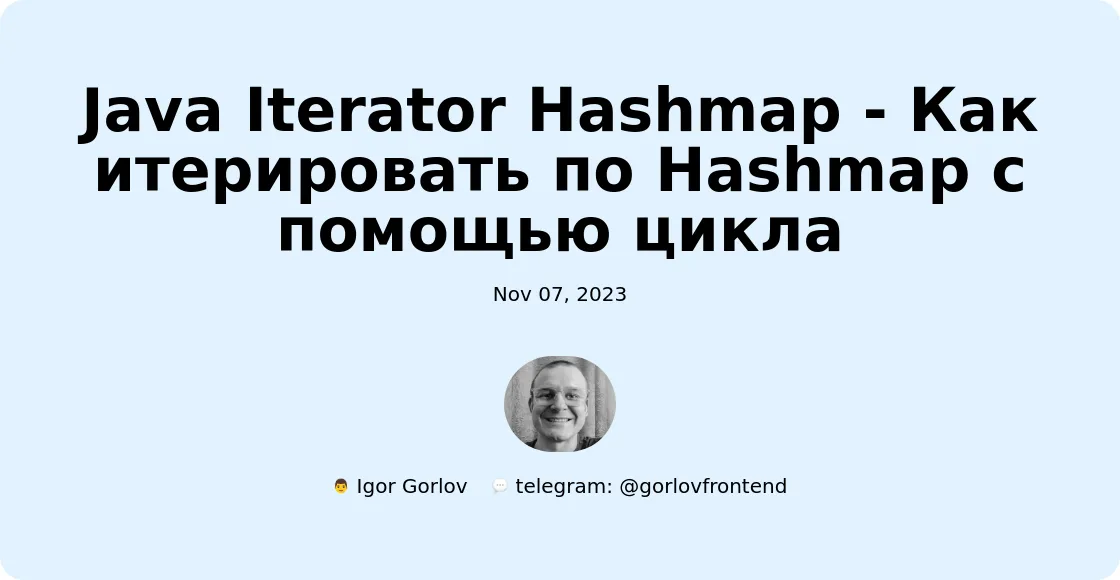 Java Iterator Hashmap - Как
итерировать по Hashmap с
помощью цикла
Nov 07, 2023
👨 Igor Gorlov 💬 telegram: @gorlovfrontend